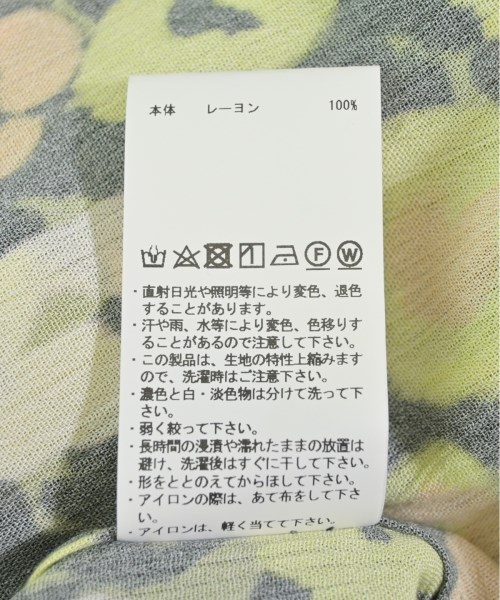 本体 レーヨン 100%
F W
・直射日光や照明等により変色、退色
することがあります。
・汗や雨、水等により変色、色移りす
ることがあるので注意して下さい。
・この製品は、生地の特性上縮みます
ので、洗濯時はご注意下さい。
・濃色と白・淡色物は分けて洗って下
さい。
・弱く絞って下さい。
・長時間の浸漬や濡れたままの放置は
避け、洗濯後はすぐに干して下さい。
・形をととのえてからほして下さい。
・アイロンの際は、あて布をして下さ
い。
・アイロンは、軽く当てて下さい。